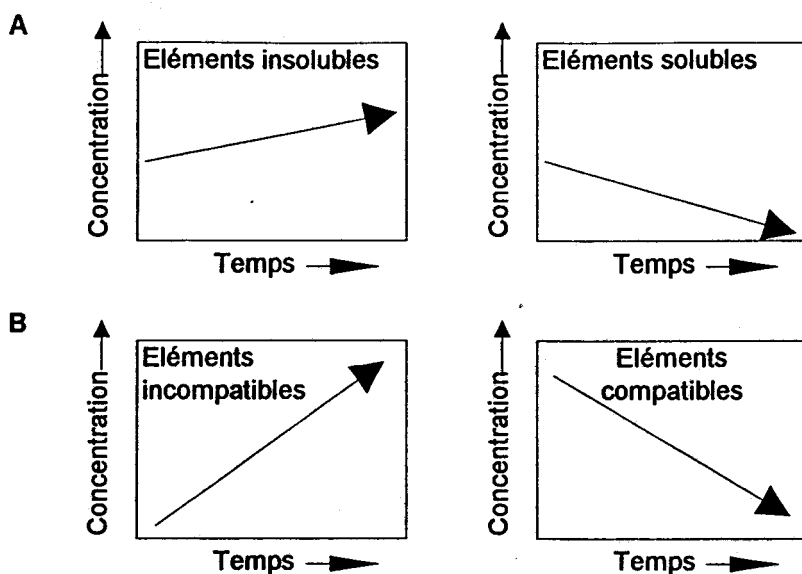 A
Eléments insolubles
Concentration
Temps
Eléments solubles
Concentration
Temps
B
Eléments
incompatibles
Concentration
Temps
Eléments
compatibles
Concentration
Temps